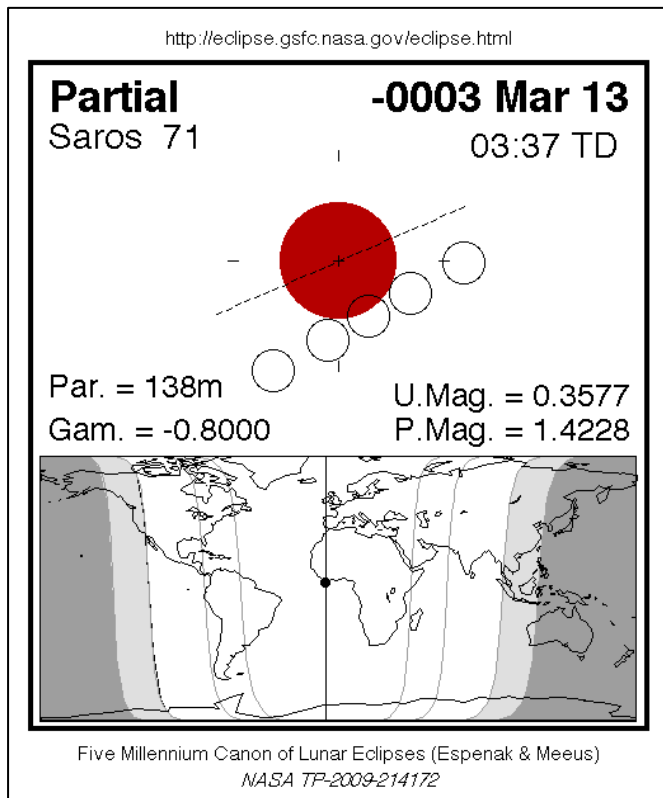 http://eclipse.gsfc.nasa.gov/eclipse.html
Partial -0003 Mar 13
Saros 71 03:37 TD
Par. = 138m U.Mag. = 0.3577
Gam. = -0.8000 P.Mag. = 1.4228
Five Millennium Canon of Lunar Eclipses (Espenak & Meeus)
NASA TP-2009-214172